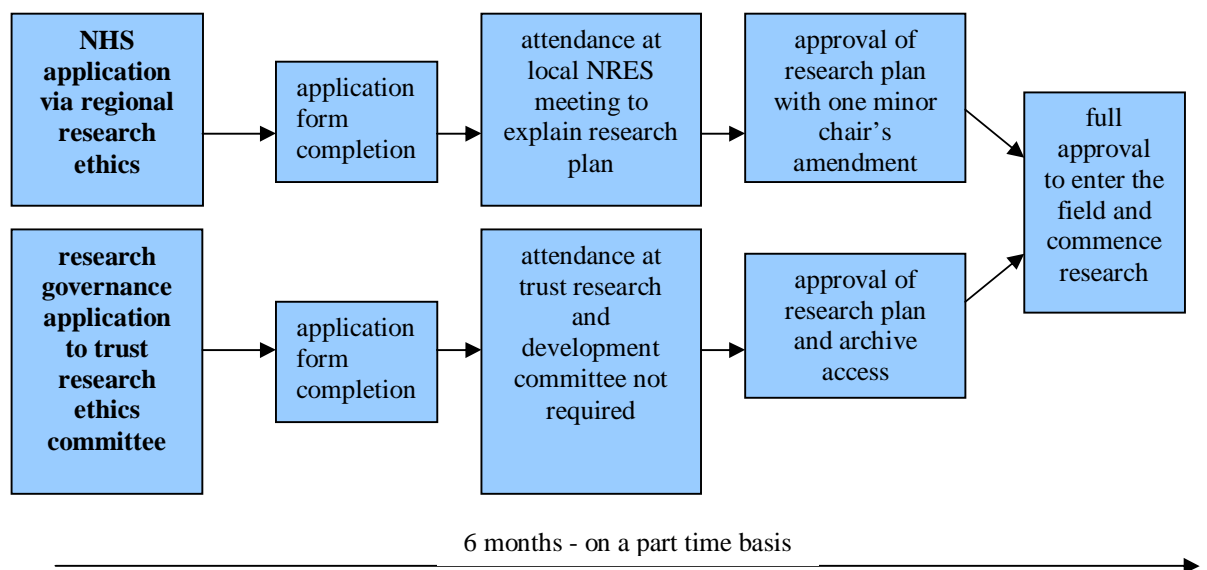 NHS
application
via regional
research
ethics
application
form
completion
attendance at
local NRES
meeting to
explain research
plan
approval of
research plan
with one minor
chair’s
amendment
full
approval
to enter the
field and
commence
research
research
governance
application
to trust
research
ethics
committee
application
form
completion
attendance at
trust research
and
development
committee not
required
approval of
research plan
and archive
access
6 months - on a part time basis